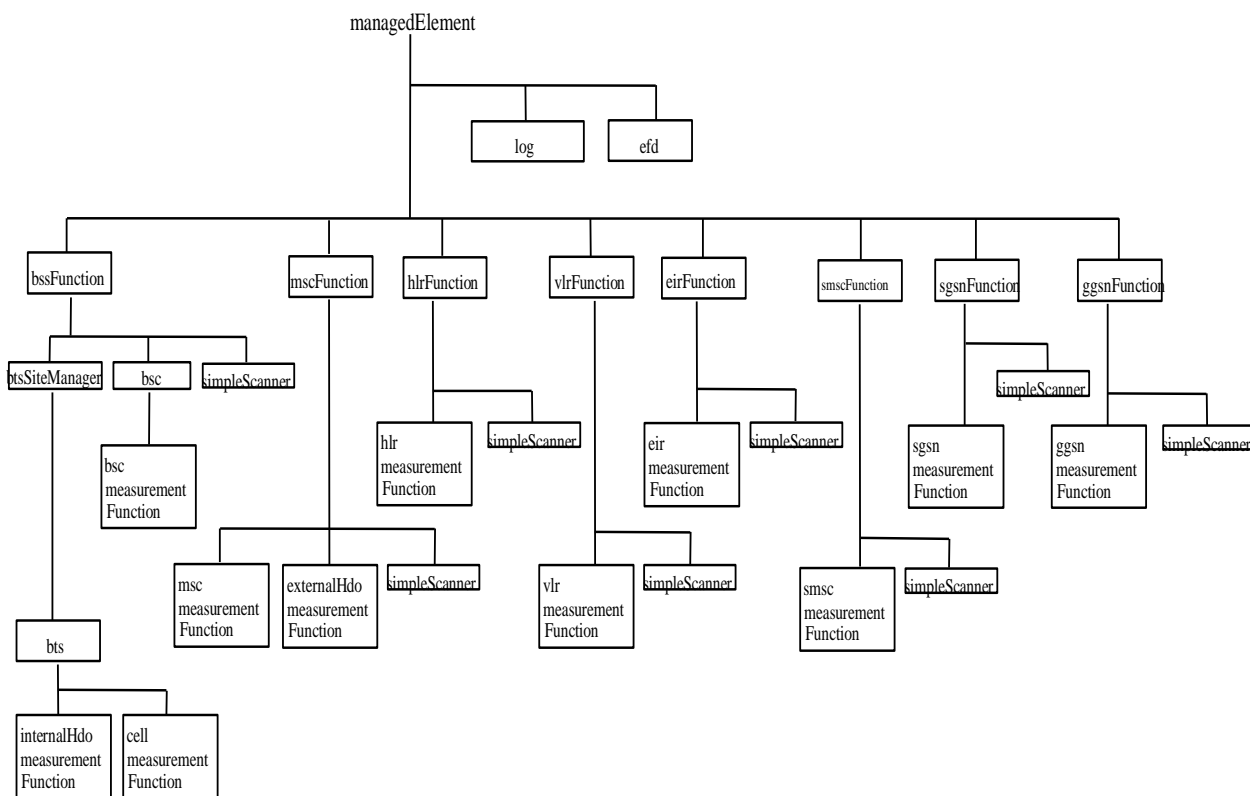 managedElement
log
efd
bssFunction
mscFunction
hlrFunction
vlrFunction
eirFunction
smscFunction
sgsnFunction
ggsnFunction
btsSiteManager
bsc
simpleScanner
simpleScanner
hlr
measurement
Function
simpleScanner
eir
measurement
Function
simpleScanner
sgsn
measurement
Function
ggsn
measurement
Function
simpleScanner
bsc
measurement
Function
msc
measurement
Function
externalHdo
measurement
Function
simpleScanner
vlr
measurement
Function
simpleScanner
smsc
measurement
Function
simpleScanner
bts
internalHdo
measurement
Function
cell
measurement
Function